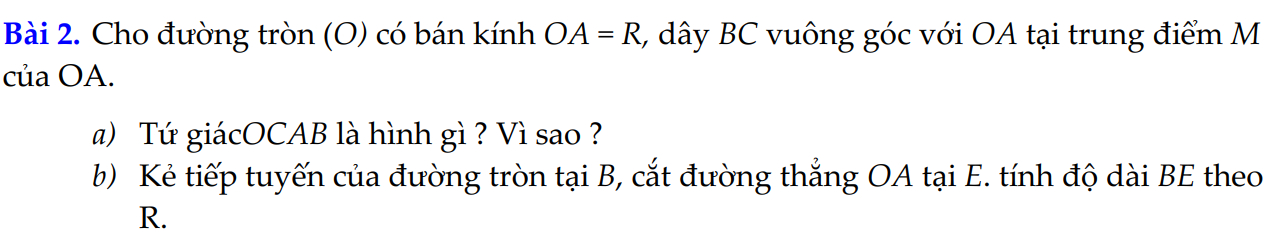 Bài 2. Cho đường tròn (O) có bán kính OA = R, dây BC vuông góc với OA tại trung điểm M
của OA.
a) Tứ giácOCAB là hình gì ? Vì sao ?
b) Kẻ tiếp tuyến của đường tròn tại B, cắt đường thẳng OA tại E. tính độ dài BE theo
R.